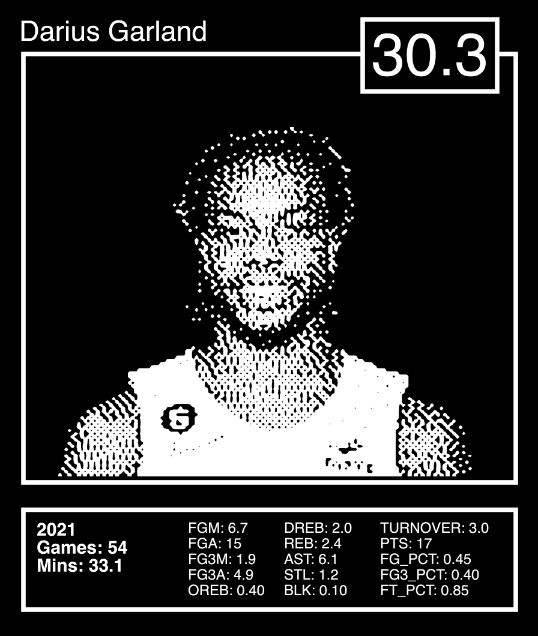 Darius Garland
30.3
G
2021
Games: 54
Mins: 33.1
FGM: 6.7
FGA: 15
FG3M: 1.9
FG3A: 4.9
OREB: 0.40
DREB: 2.0
REB: 2.4
AST: 6.1
STL: 1.2
BLK: 0.10
TURNOVER: 3.0
PTS: 17
FG_PCT: 0.45
FG3_PCT: 0.40
FT_PCT: 0.85